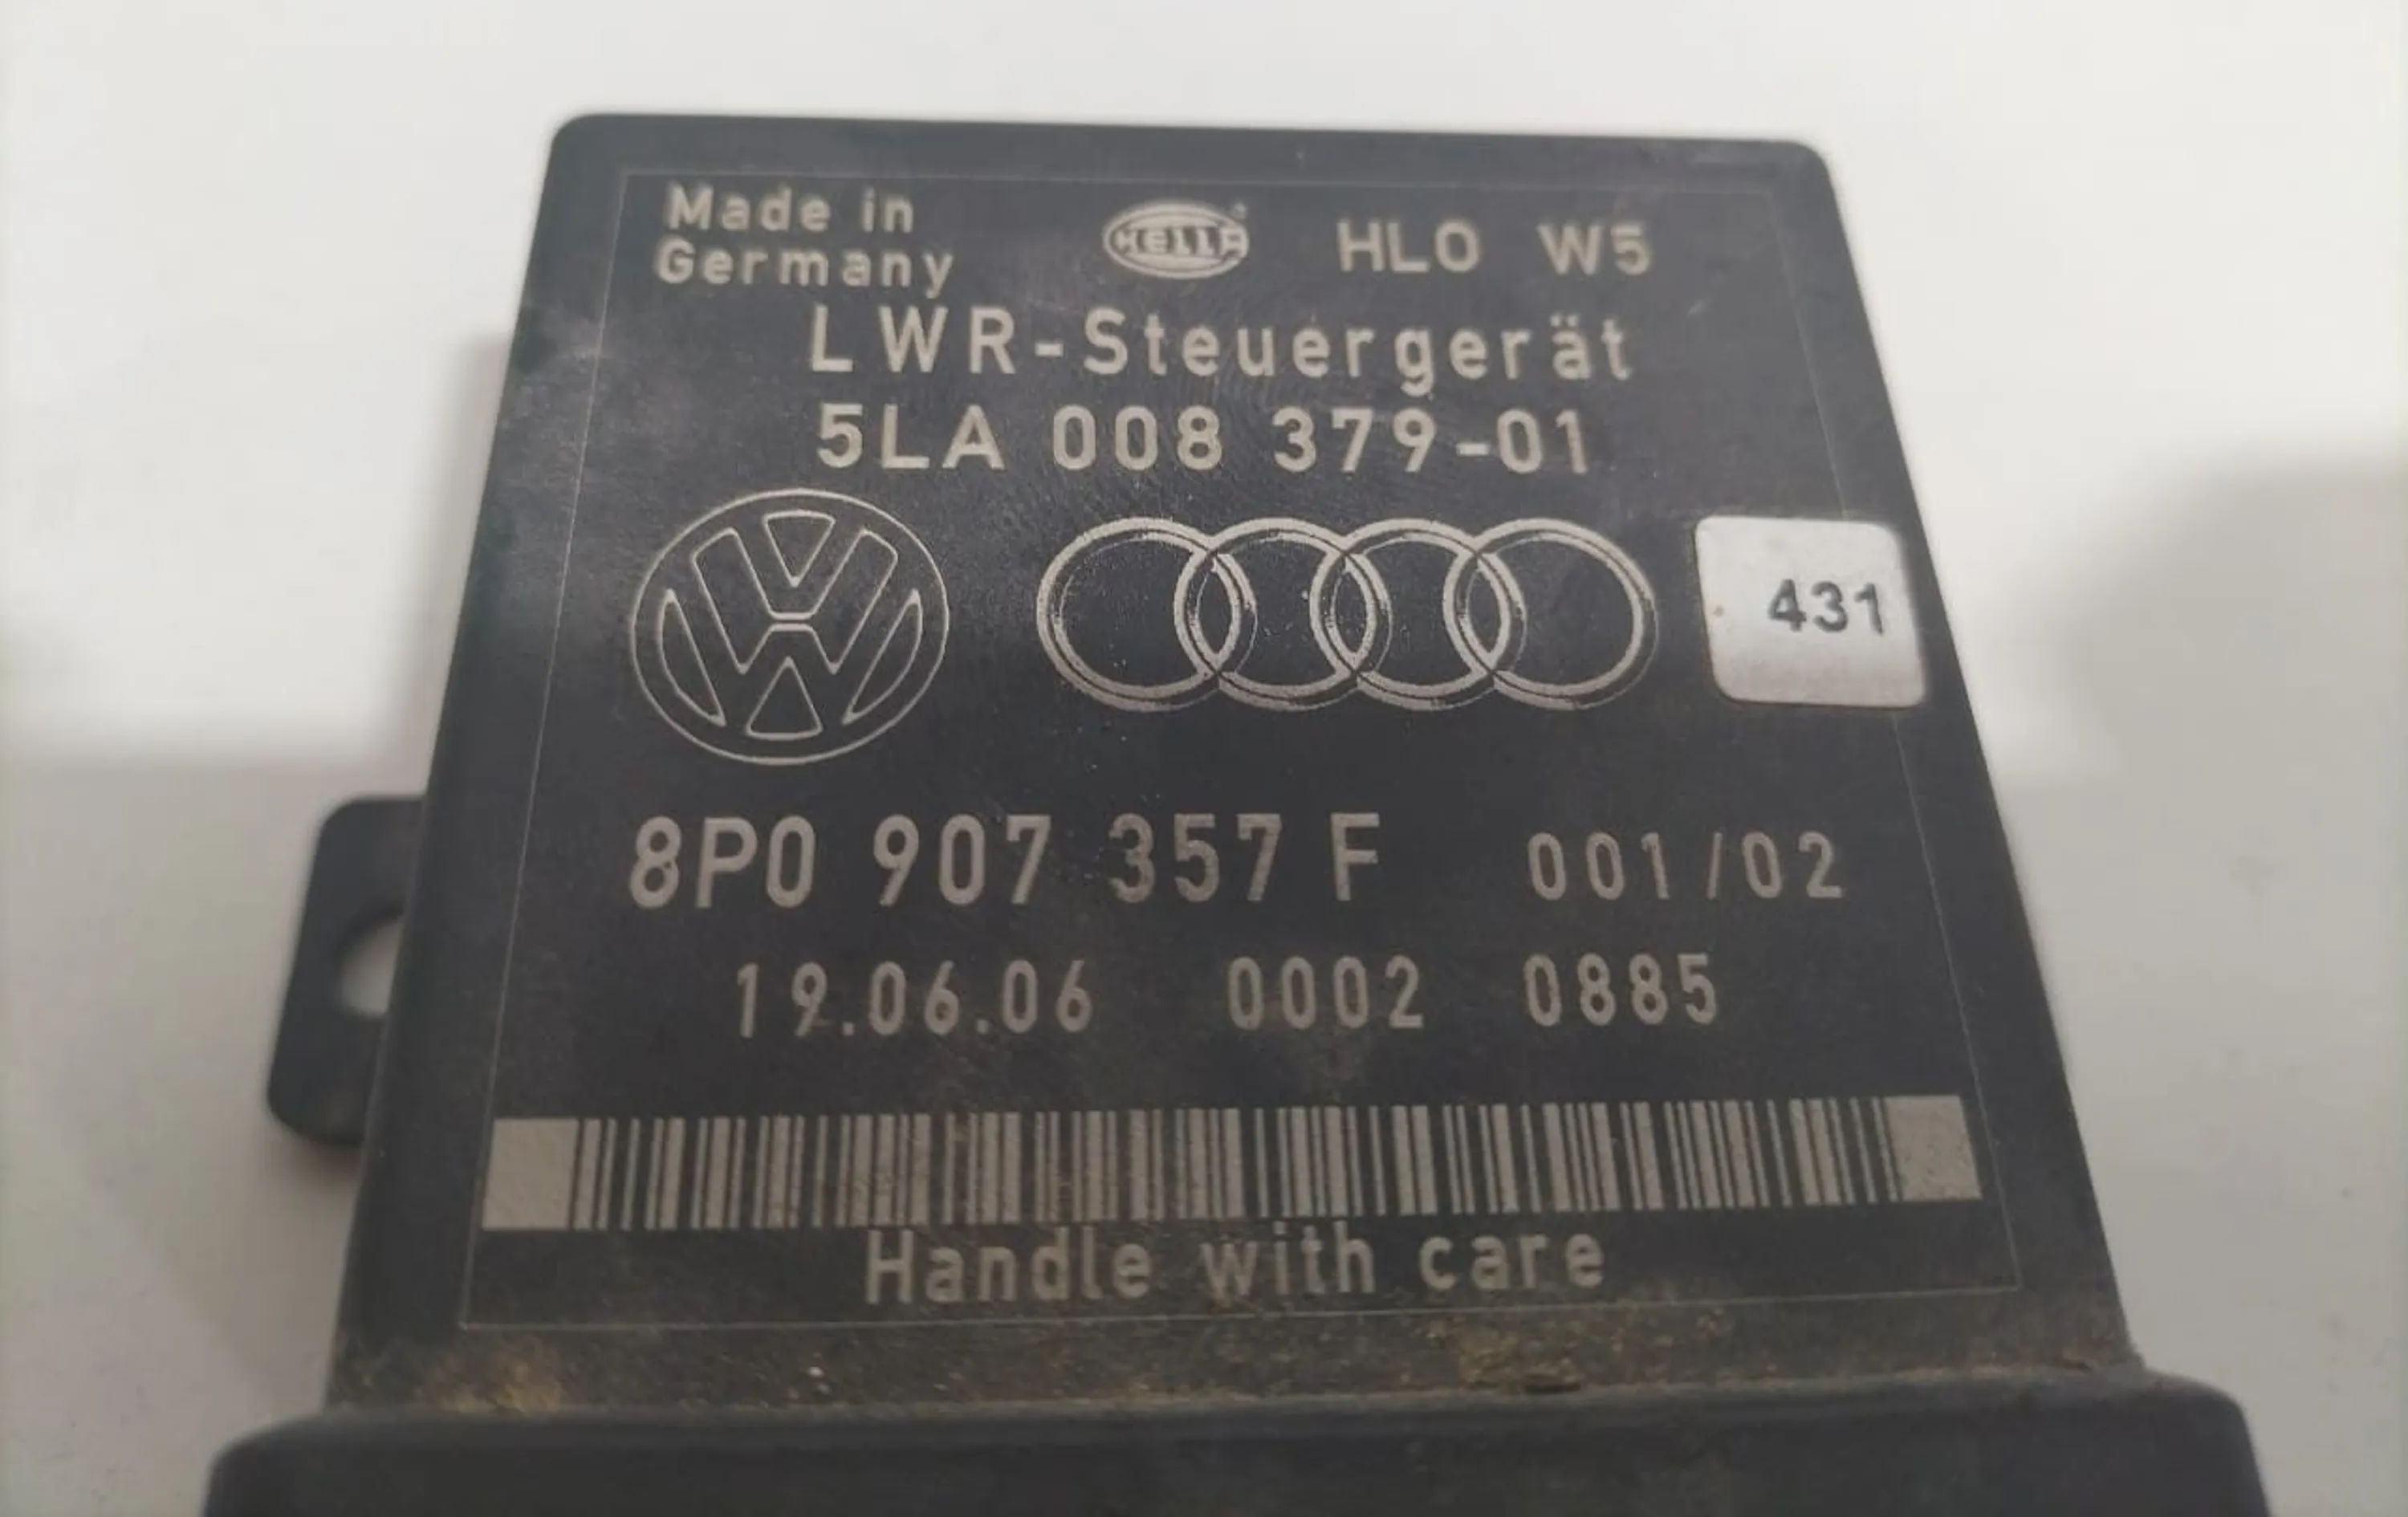 Made in
Germany
HELLA HLO W5
LWR-Steuergerät
5LA 008 379-01
431
8P0 907 357 F 001/02
19.06.06 0002 0885
Handle with care